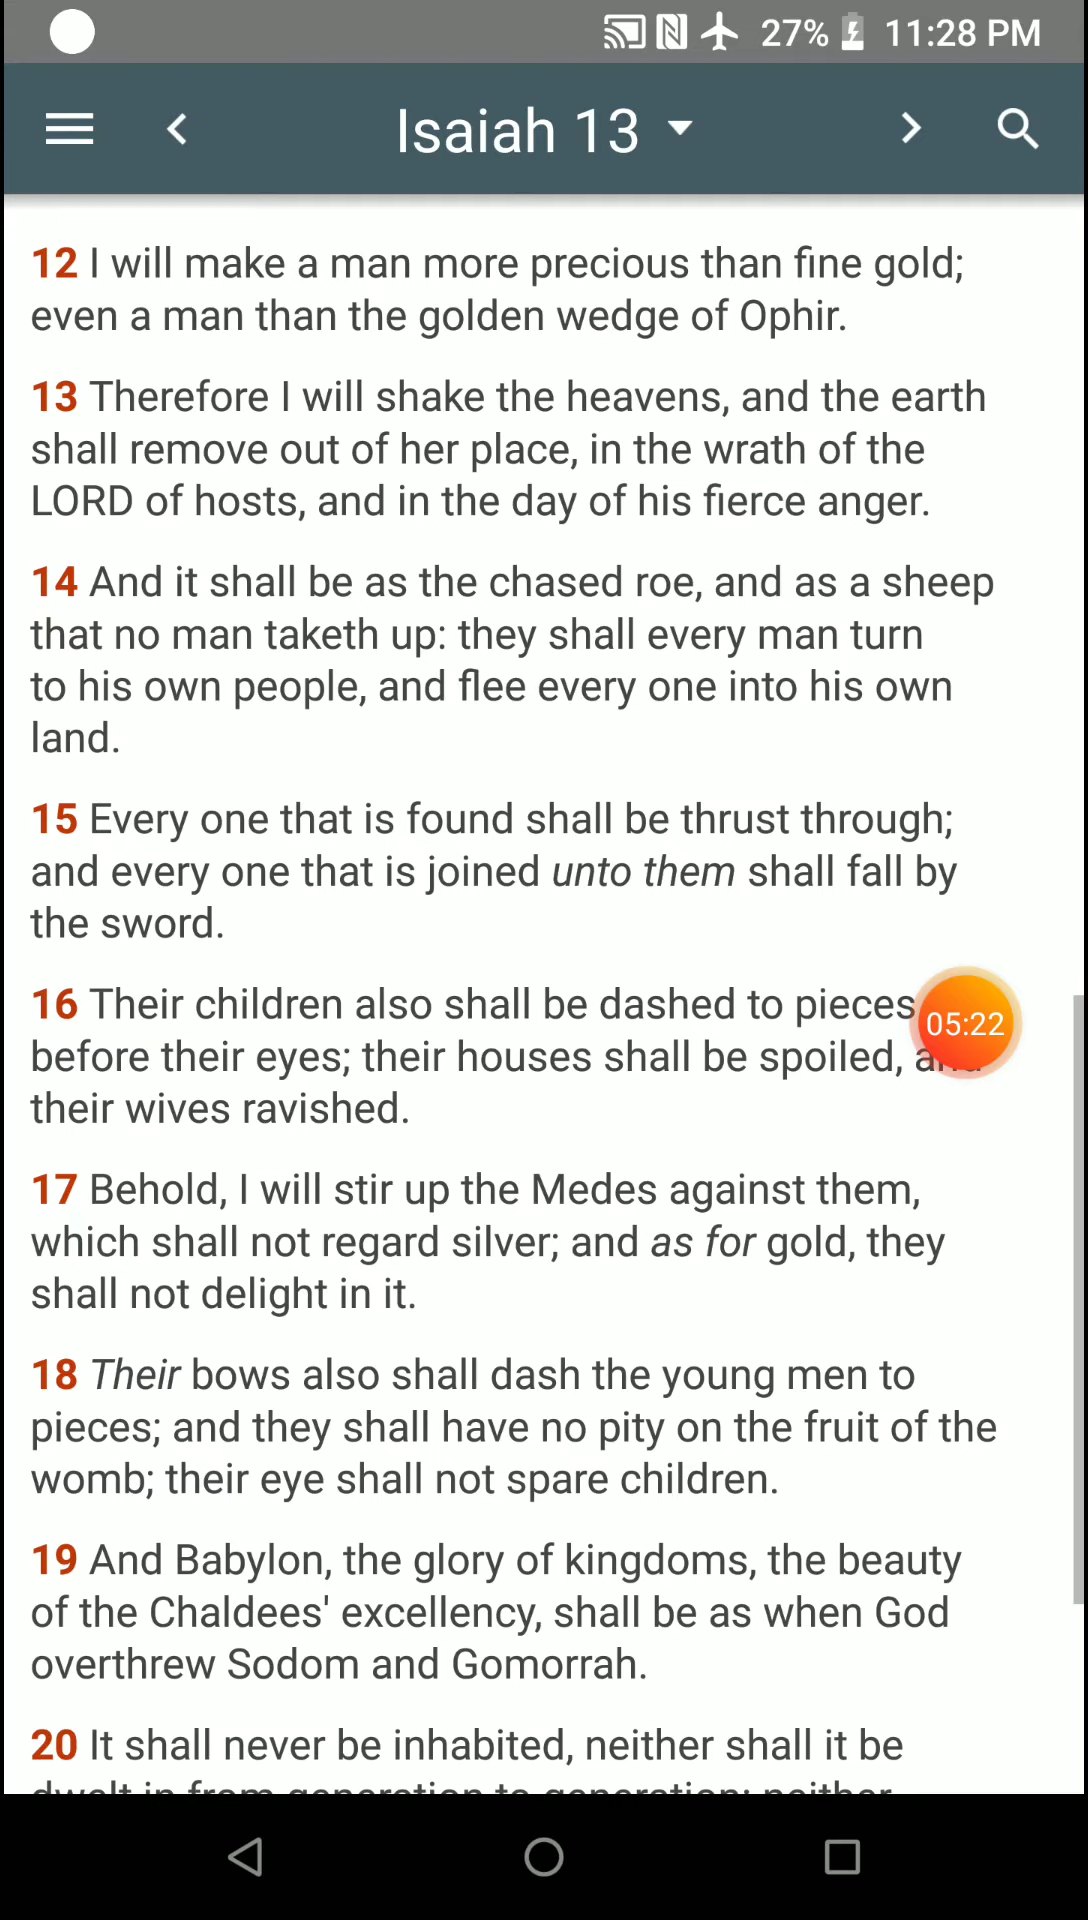 27% 11:28 PM
Isaiah 13
12 I will make a man more precious than fine gold;
even a man than the golden wedge of Ophir.
13 Therefore I will shake the heavens, and the earth
shall remove out of her place, in the wrath of the
LORD of hosts, and in the day of his fierce anger.
14 And it shall be as the chased roe, and as a sheep
that no man taketh up: they shall every man turn
to his own people, and flee every one into his own
land.
15 Every one that is found shall be thrust through;
and every one that is joined unto them shall fall by
the sword.
16 Their children also shall be dashed to pieces
before their eyes; their houses shall be spoiled, and
05:22
their wives ravished.
17 Behold, I will stir up the Medes against them,
which shall not regard silver; and as for gold, they
shall not delight in it.
18 Their bows also shall dash the young men to
pieces; and they shall have no pity on the fruit of the
womb; their eye shall not spare children.
19 And Babylon, the glory of kingdoms, the beauty
of the Chaldees' excellency, shall be as when God
overthrew Sodom and Gomorrah.
20 It shall never be inhabited, neither shall it be
dwelt in from generation to generation: neither